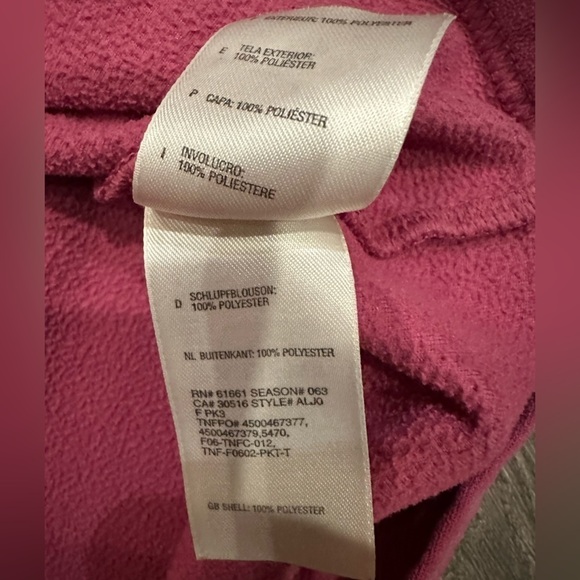 EXTERIEUR: 100% POLYESTER
E TELA EXTERIOR:
100% POLIÉSTER
P CAPA: 100% POLIÉSTER
I INVOLUCRO:
100% POLIESTERE
D SCHLUPFBLOUSON:
100% POLYESTER
NL BUITENKANT: 100% POLYESTER
RN# 61661 SEASON# 063
CA# 30516 STYLE# ALJG
F PK3
TNFPO# 4500467377,
4500467379,5470,
F06-TNFC-012,
TNF-F0602-PKT-T
GB SHELL: 100% POLYESTER